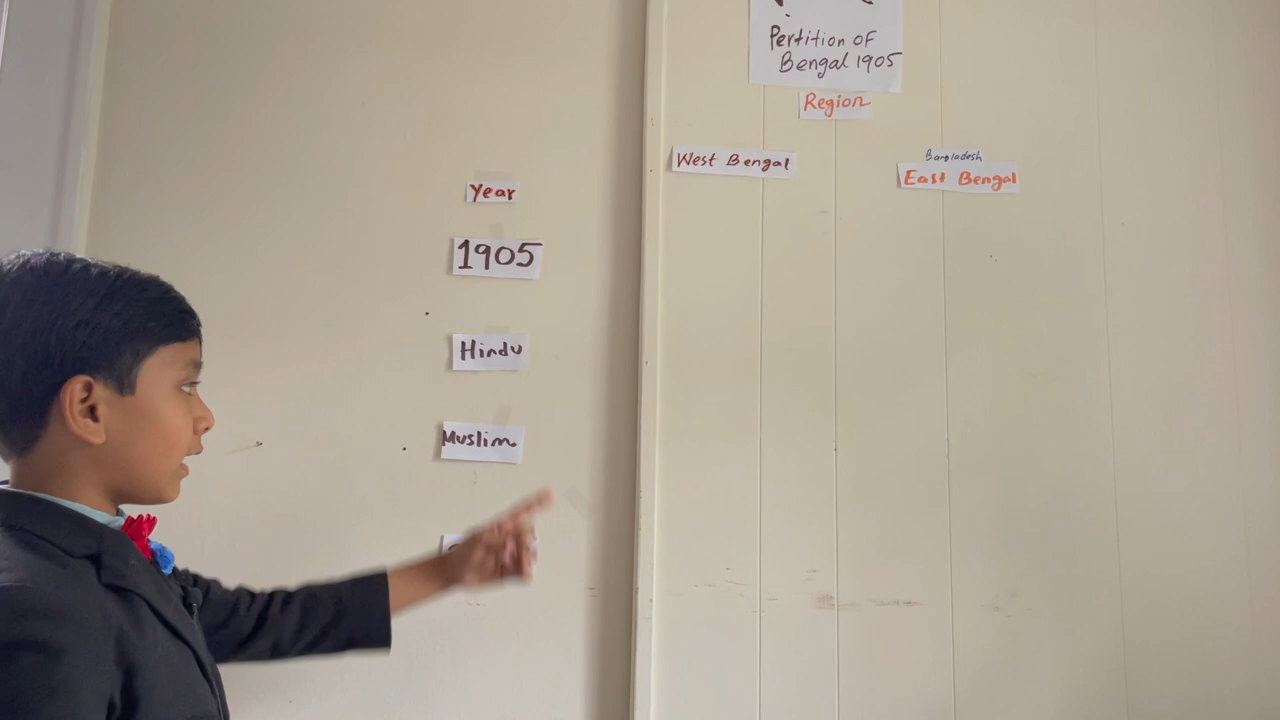 Pertition OF
Bengal 1905
Region
West Bengal
Bangladesh
East Bengal
Year
1905
Hindu
Muslim